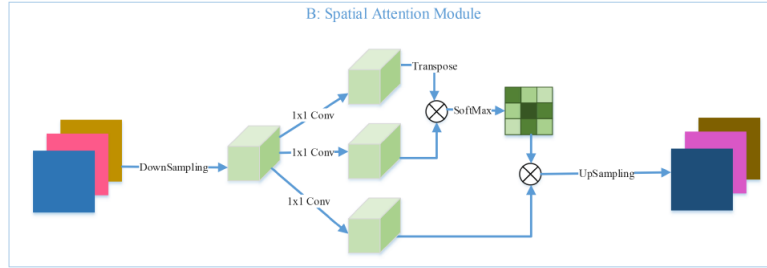 B: Spatial Attention Module
Transpose
1x1 Conv
SoftMax
1x1 Conv
DownSampling
UpSampling
1x1 Conv